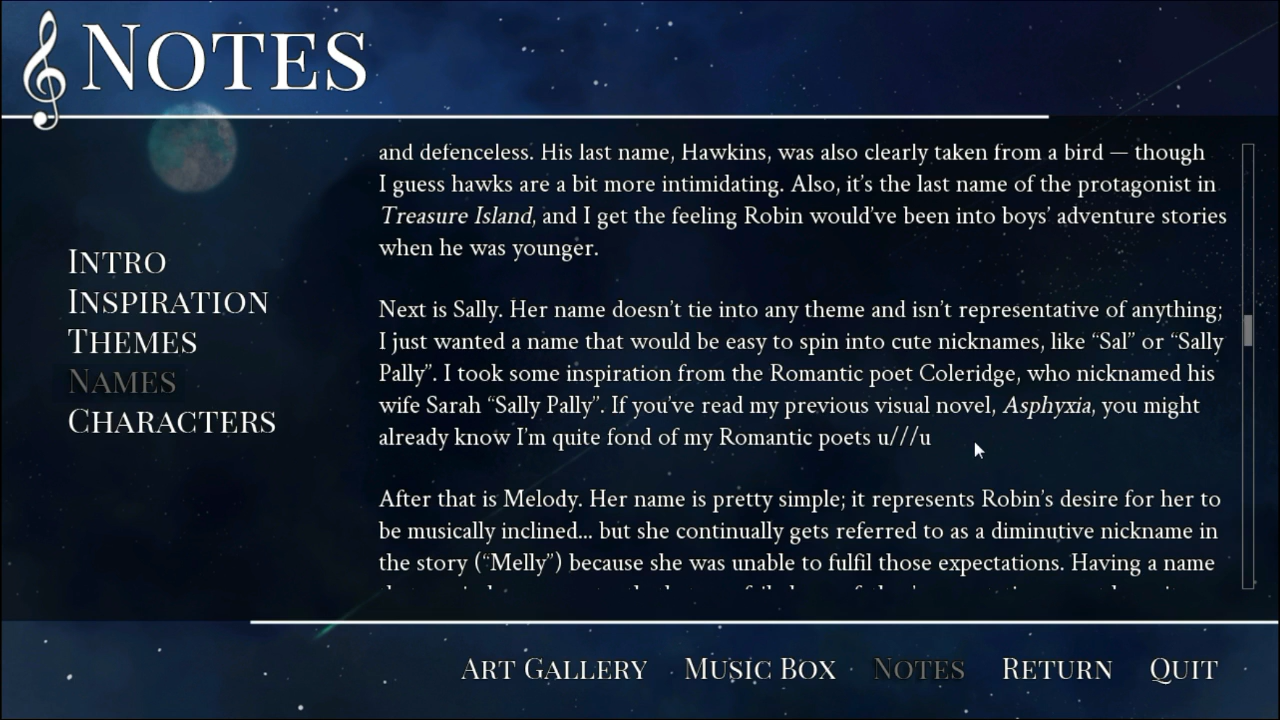 NOTES
and defenceless. His last name, Hawkins, was also clearly taken from a bird — though
I guess hawks are a bit more intimidating. Also, it's the last name of the protagonist in
Treasure Island, and I get the feeling Robin would've been into boys' adventure stories
when he was younger.
INTRO
INSPIRATION
THEMES
NAMES
CHARACTERS
Next is Sally. Her name doesn't tie into any theme and isn't representative of anything;
I just wanted a name that would be easy to spin into cute nicknames, like “Sal” or “Sally
Pally”. I took some inspiration from the Romantic poet Coleridge, who nicknamed his
wife Sarah “Sally Pally”. If you've read my previous visual novel, Asphyxia, you might
already know I'm quite fond of my Romantic poets u///u
After that is Melody. Her name is pretty simple; it represents Robin's desire for her to
be musically inclined... but she continually gets referred to as a diminutive nickname in
the story (“Melly”) because she was unable to fulfil those expectations. Having a name
ART GALLERY
MUSIC BOX
NOTES
RETURN
QUIT